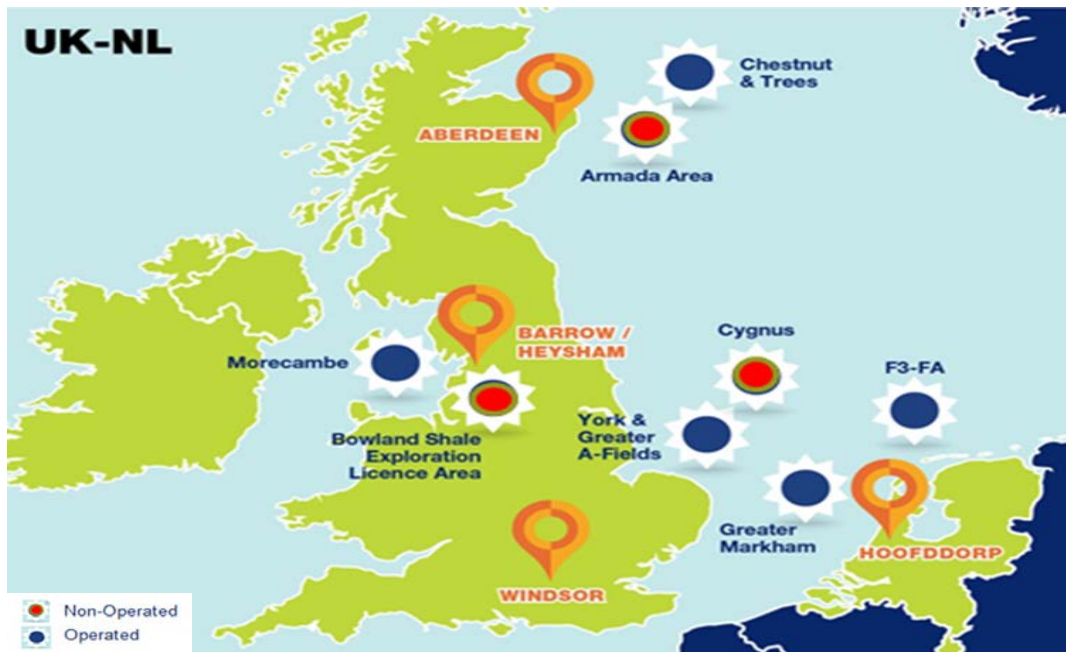 UK-NL
Chestnut
& Trees
ABERDEEN
Armada Area
BARROW /
HEYSHAM
Morecambe
Cygnus
F3-FA
Bowland Shale
Exploration
Licence Area
York &
Greater
A-Fields
Greater
Markham
HOOFDDORP
WINDSOR
Non-Operated
Operated